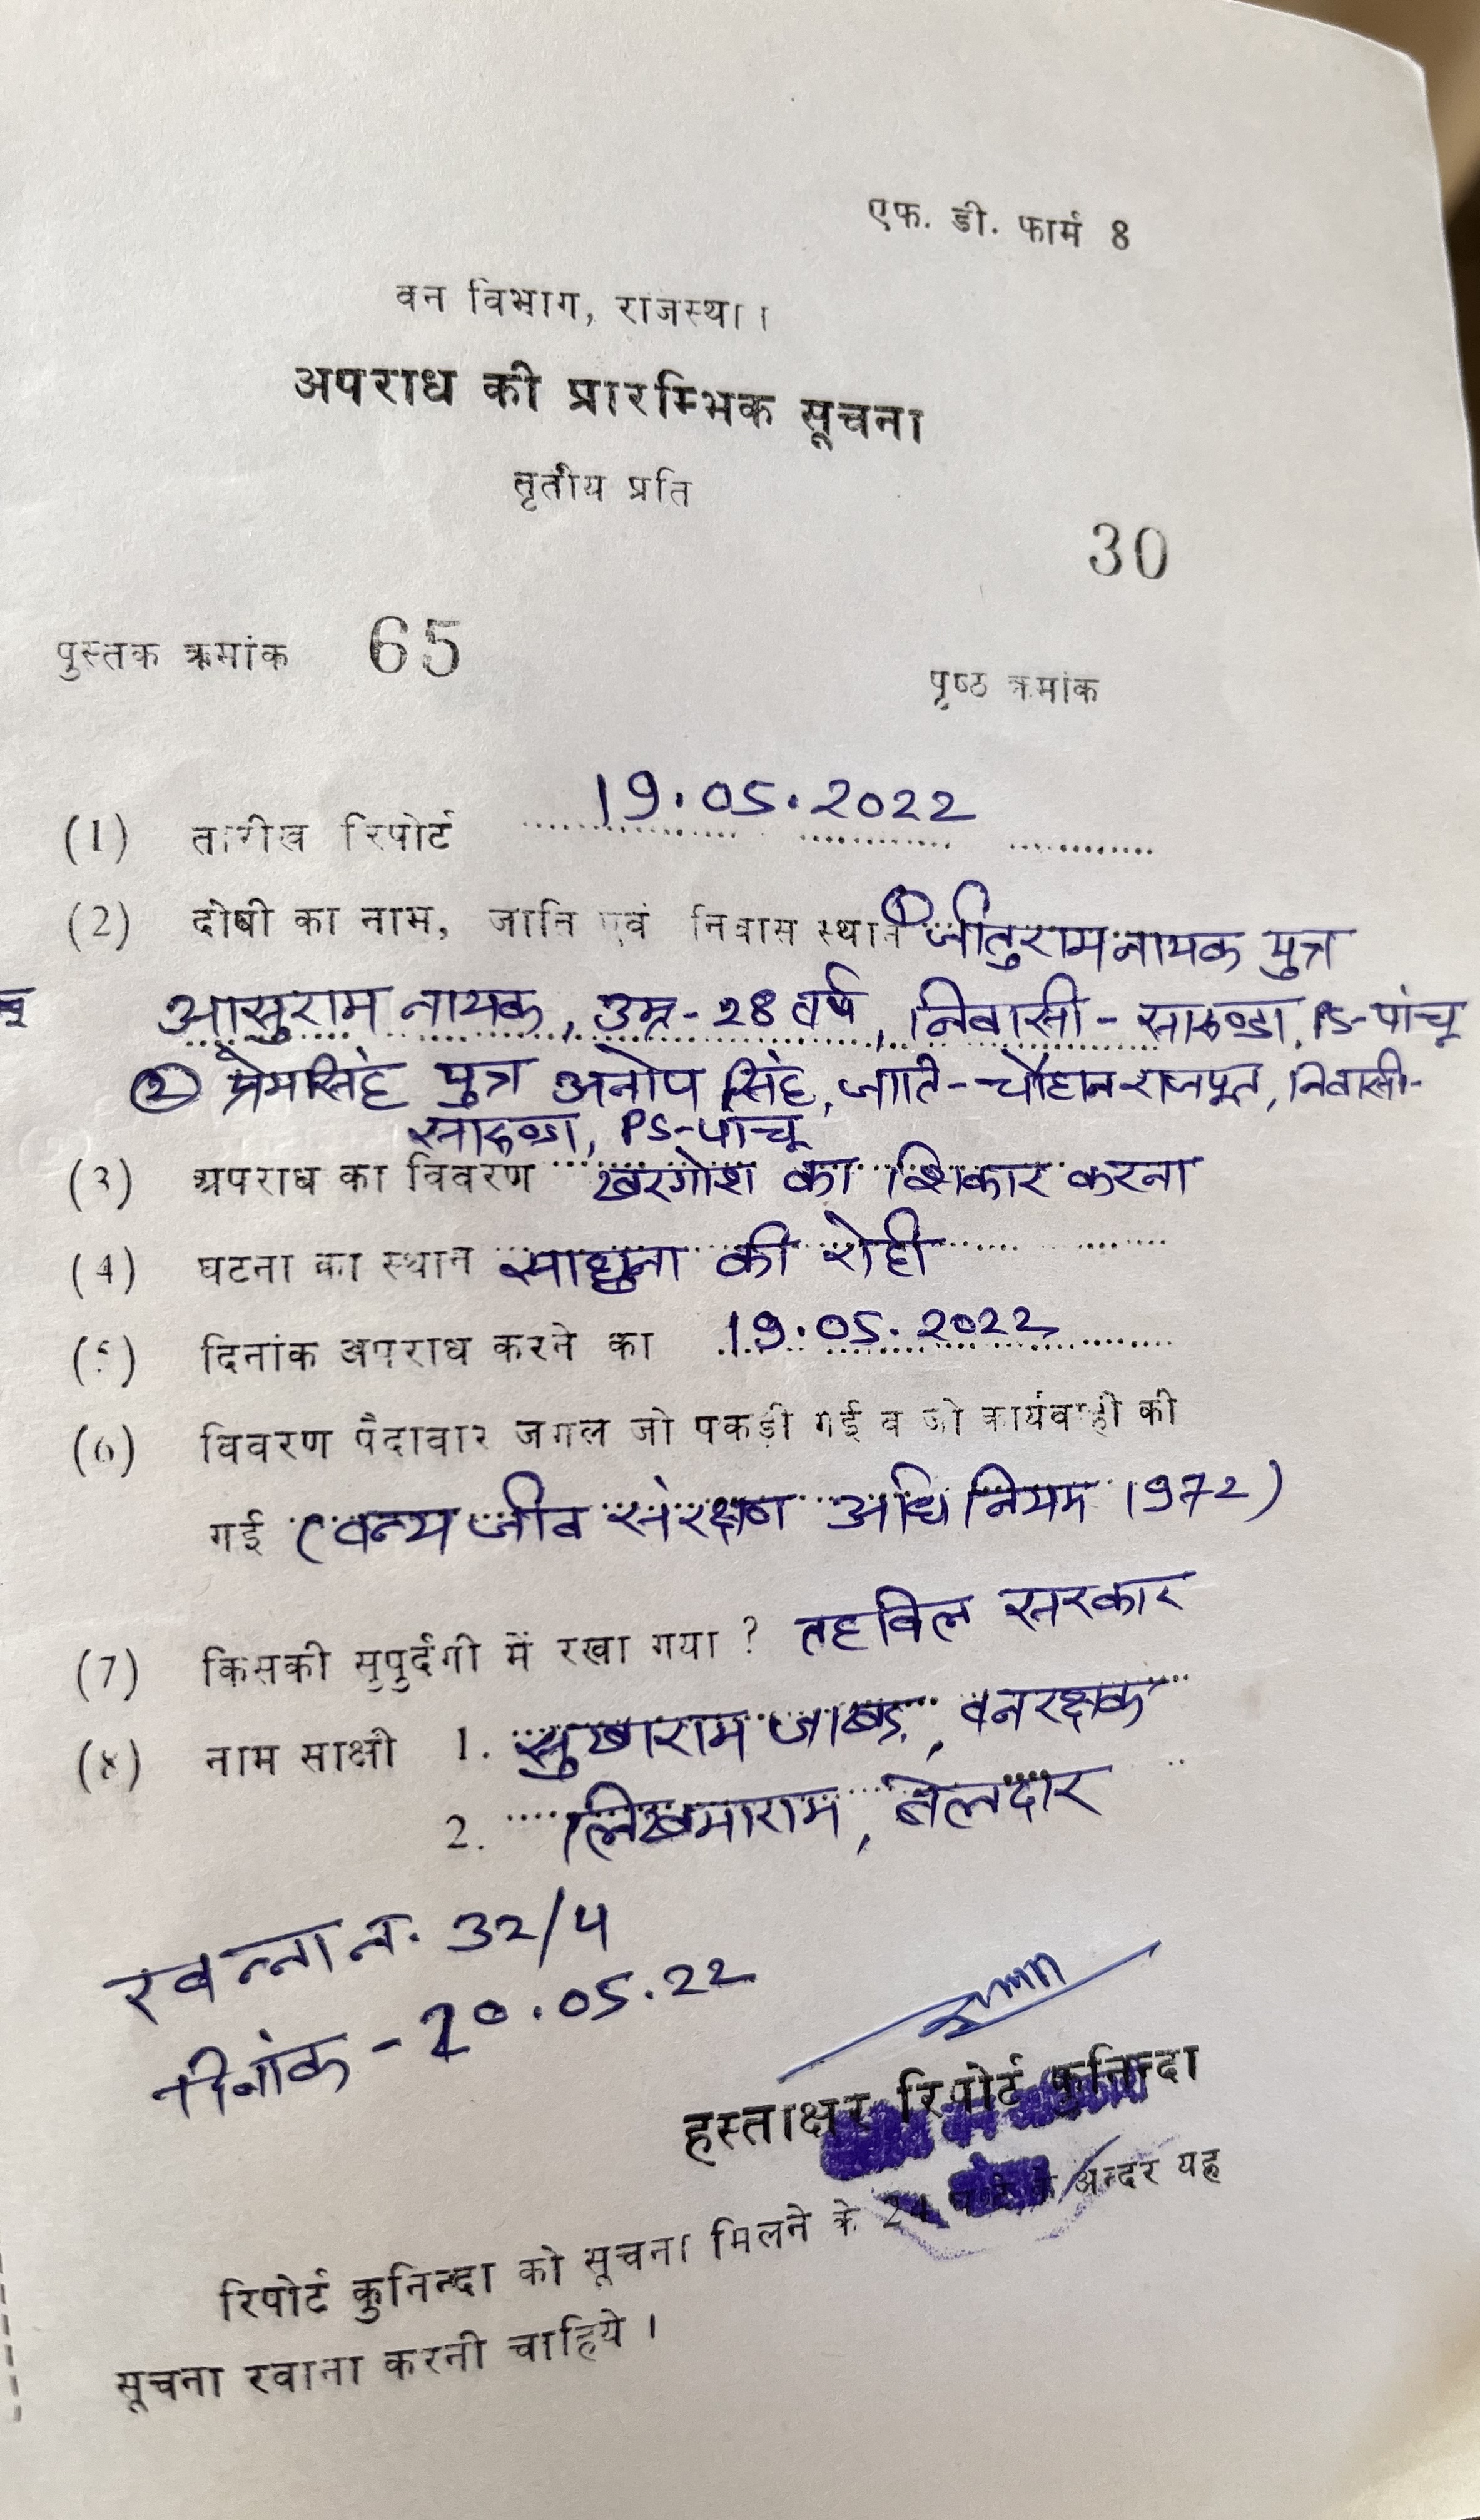 एफ. डी. फार्म 8
वन विभाग, राजस्था।
अपराध की प्रारम्भिक सूचना
तृतीय प्रति
30
पुस्तक क्रमांक 65
पृष्ठ क्रमांक
(1) तारीख रिपोर्ट 19.05.2022
(2) दोषी का नाम, जाति एवं निवास स्थान ① जीतुराम नायक पुत्र
आसुराम नायक, उम्र-28 वर्ष, निवासी - सारूण्डा, PS-पांचू
② प्रेमसिंह पुत्र अनोप सिंह, जाति-चौहान राजपूत, निवासी-
सारूण्डा, PS-पांचू
(3) अपराध का विवरण खरगोश का शिकार करना
(4) घटना का स्थान साधुना की रोही
(5) दिनांक अपराध करने का 19.05.2022
(6) विवरण पैदावार जगल जो पकड़ी गई व जो कार्यवाही की
गई (वन्य जीव संरक्षण अधिनियम 1972)
(7) किसकी सुपुर्दगी में रखा गया ? तहविल सरकार
(8) नाम साक्षी 1. सुखाराम, वनरक्षक
2. लिखमाराम, बेलदार
रवन्ना नं. 32/4
दिनांक - 20.05.22
हस्ताक्षर रिपोर्ट कुनिन्दा
रिपोर्ट कुनिन्दा को सूचना मिलने के 24 घन्टे के अन्दर यह
सूचना रवाना करनी चाहिये ।